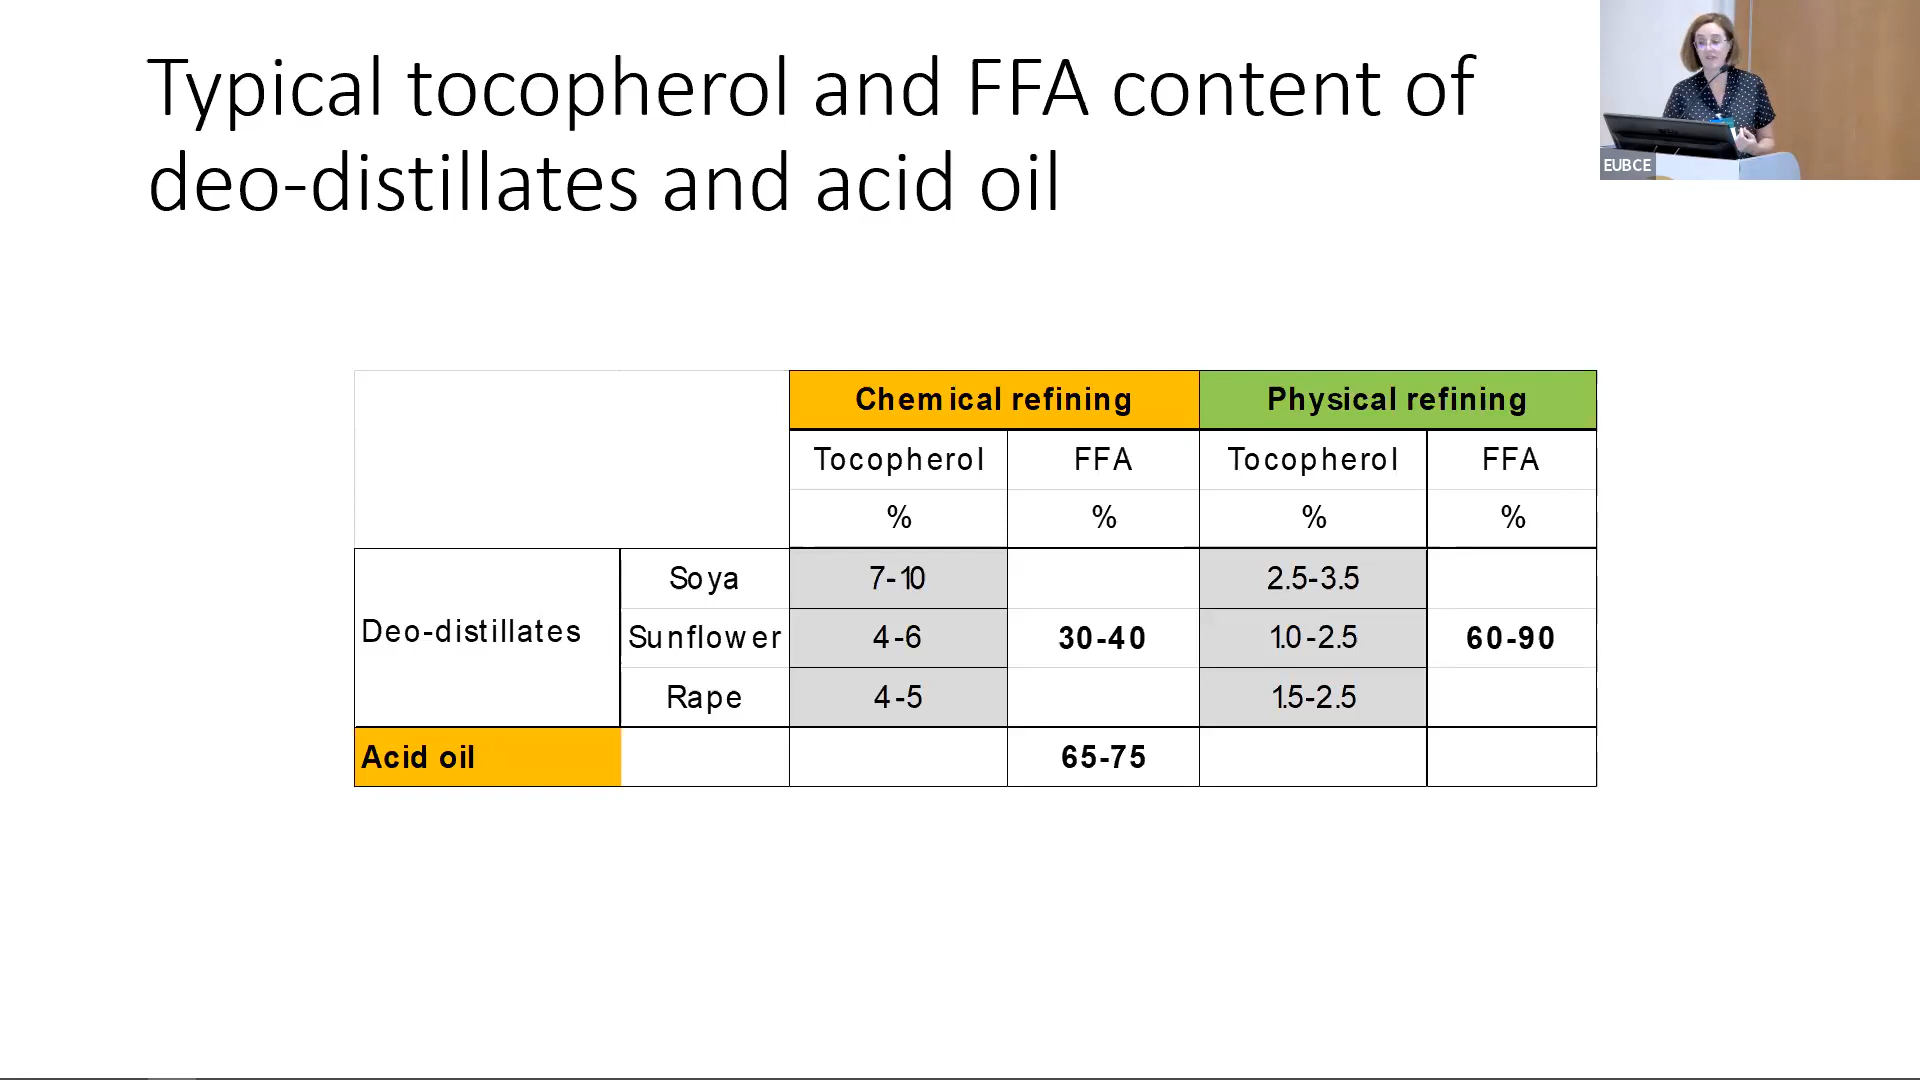 Typical tocopherol and FFA content of
deo-distillates and acid oil
EUBCE
Chemical refining Physical refining
Tocopherol FFA Tocopherol FFA
% % % %
Deo-distillates
Soya 7-10 2.5-3.5
Sunflower 4-6 30-40 1.0-2.5 60-90
Rape 4-5 1.5-2.5
Acid oil 65-75